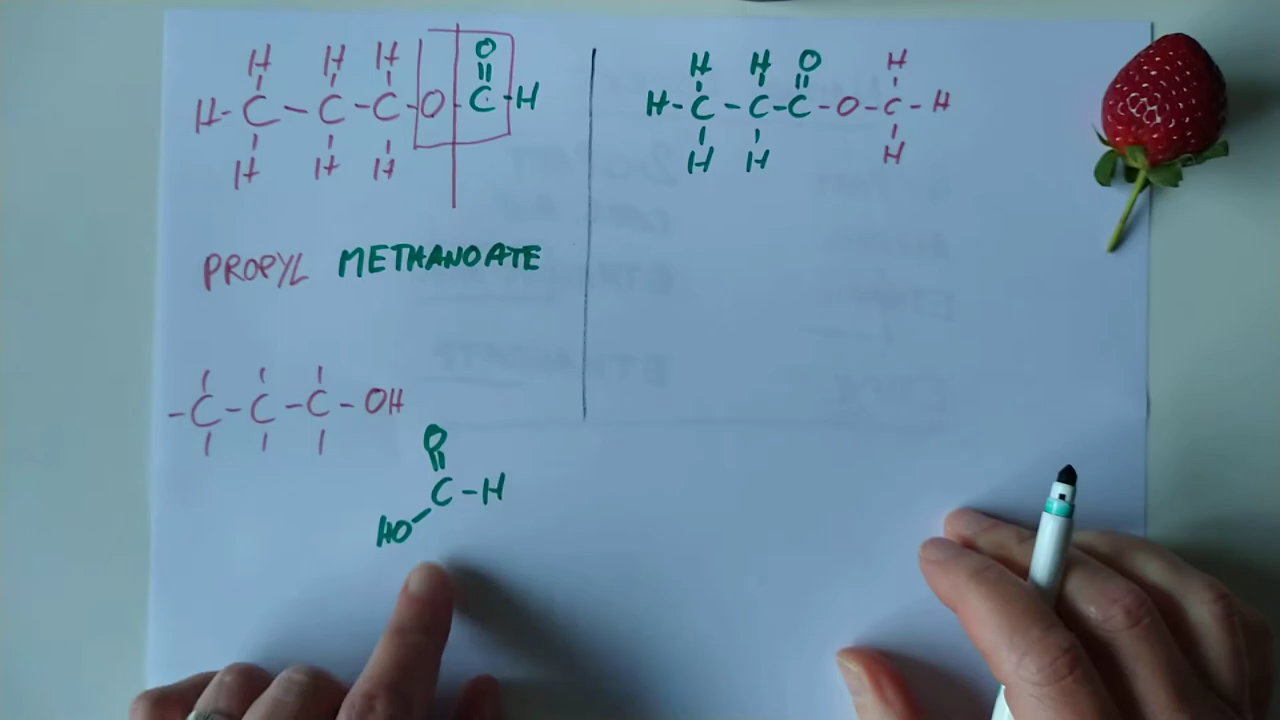 H H H O
H-C-C-C-O-C-H
H H H
PROPYL METHANOATE
-C-C-C-OH
O
C-H
HO
H H O H
H-C-C-C-O-C-H
H H H